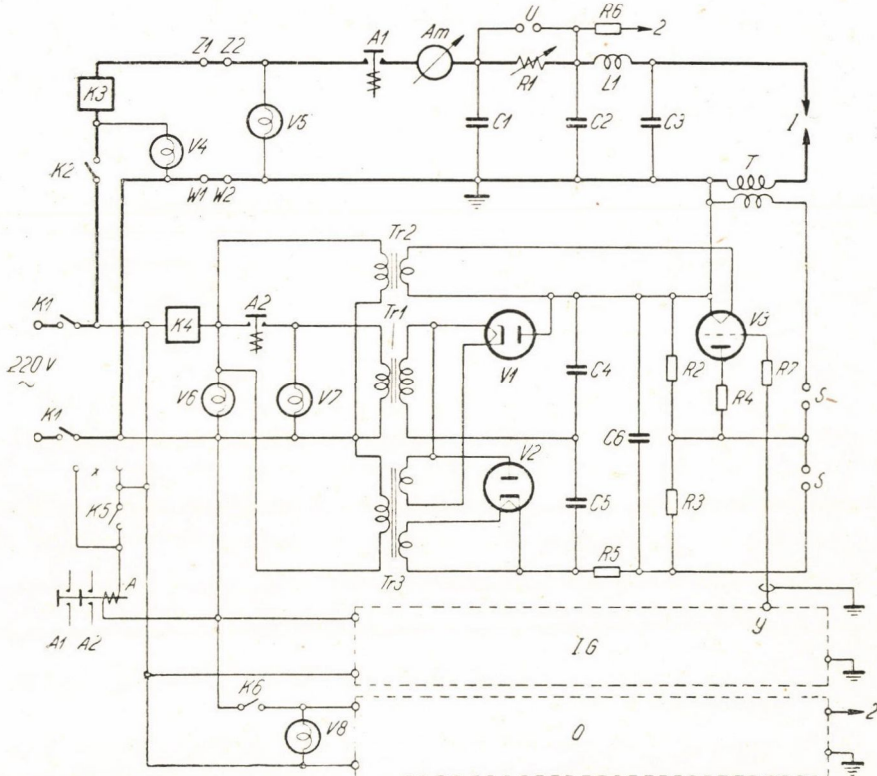 U R6 2
Z1 Z2 A1 Am
K3 R1 L1
V4 V5 C1 C2 C3 I
K2
W1 W2 T
Tr2
K1 K4 A2 Tr1 V3
220 V V1 R2 R7
~ V6 V7 C4 R4 S
K1 C6
V2
x K5 C5 R3 S
Tr3 R5
A
A1 A2 y
IG
K6
V8 O 2